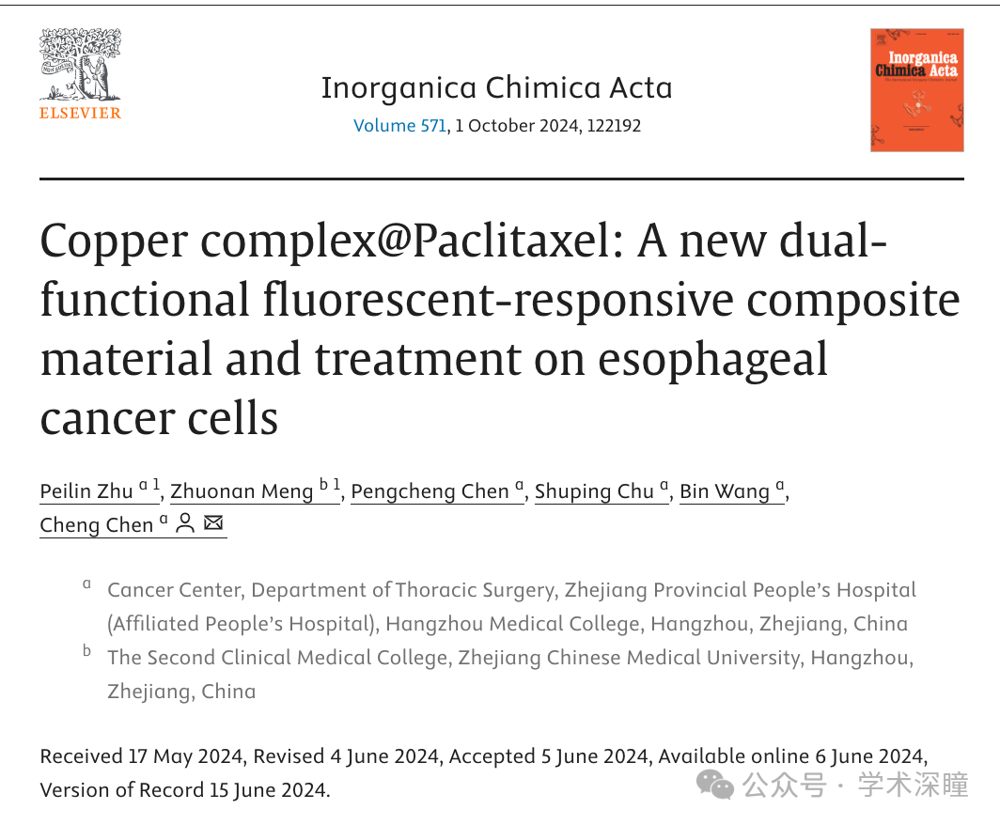 ELSEVIER
Inorganica Chimica Acta
Volume 571, 1 October 2024, 122192
Inorganica
Chimica Acta
Copper complex@Paclitaxel: A new dual-
functional fluorescent-responsive composite
material and treatment on esophageal
cancer cells
Peilin Zhu a 1, Zhuonan Meng b 1, Pengcheng Chen a, Shuping Chu a, Bin Wang a,
Cheng Chen a
a Cancer Center, Department of Thoracic Surgery, Zhejiang Provincial People’s Hospital
(Affiliated People’s Hospital), Hangzhou Medical College, Hangzhou, Zhejiang, China
b The Second Clinical Medical College, Zhejiang Chinese Medical University, Hangzhou,
Zhejiang, China
Received 17 May 2024, Revised 4 June 2024, Accepted 5 June 2024, Available online 6 June 2024,
Version of Record 15 June 2024.
公众号 · 学术深瞳